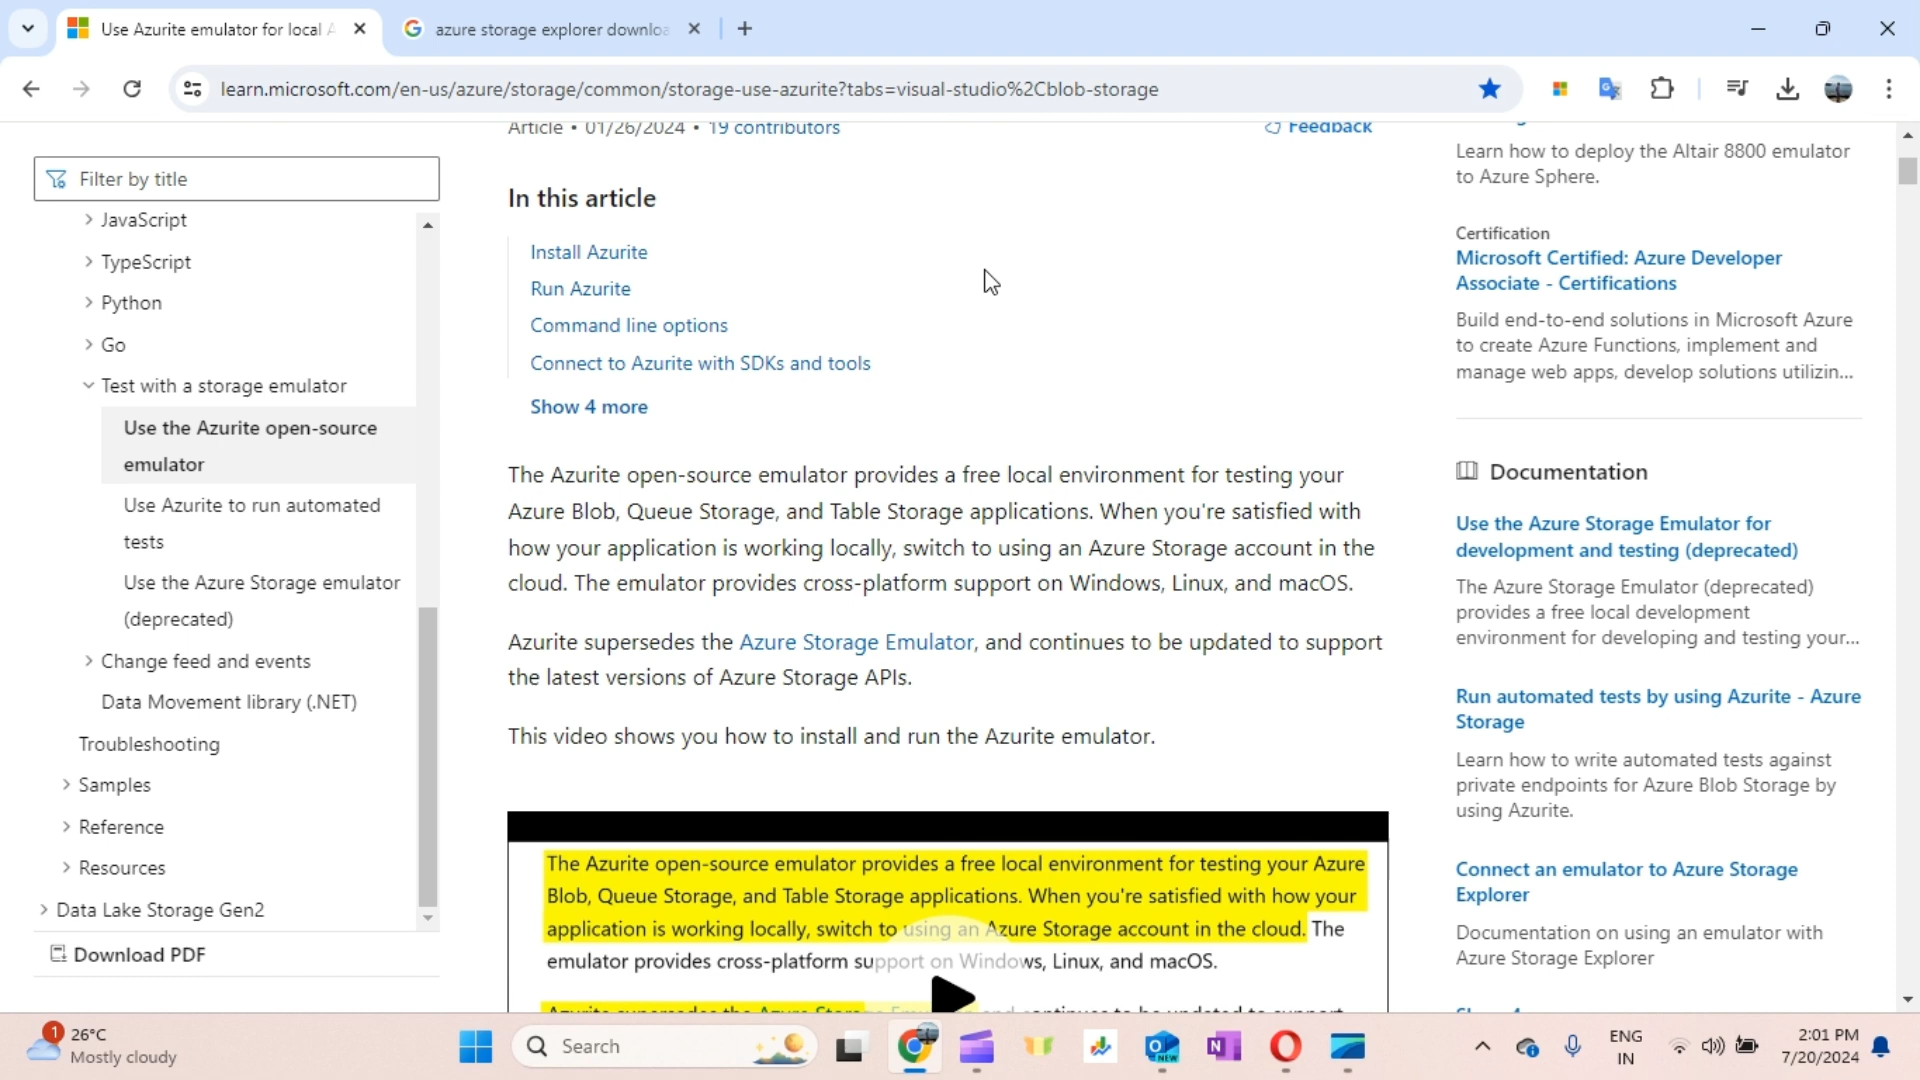 Use Azurite emulator for local A
azure storage explorer downloa
learn.microsoft.com/en-us/azure/storage/common/storage-use-azurite?tabs=visual-studio%2Cblob-storage
Article • 01/26/2024 • 19 contributors
Feedback
Filter by title
JavaScript
TypeScript
Python
Go
Test with a storage emulator
Use the Azurite open-source
emulator
Use Azurite to run automated
tests
Use the Azure Storage emulator
(deprecated)
Change feed and events
Data Movement library (.NET)
Troubleshooting
Samples
Reference
Resources
Data Lake Storage Gen2
Download PDF
In this article
Install Azurite
Run Azurite
Command line options
Connect to Azurite with SDKs and tools
Show 4 more
The Azurite open-source emulator provides a free local environment for testing your
Azure Blob, Queue Storage, and Table Storage applications. When you're satisfied with
how your application is working locally, switch to using an Azure Storage account in the
cloud. The emulator provides cross-platform support on Windows, Linux, and macOS.
Azurite supersedes the Azure Storage Emulator, and continues to be updated to support
the latest versions of Azure Storage APIs.
This video shows you how to install and run the Azurite emulator.
The Azurite open-source emulator provides a free local environment for testing your Azure
Blob, Queue Storage, and Table Storage applications. When you're satisfied with how your
application is working locally, switch to using an Azure Storage account in the cloud. The
emulator provides cross-platform support on Windows, Linux, and macOS.
Azurite supersedes the Azure Storage Emulator, and continues to be updated to support
Learn how to deploy the Altair 8800 emulator
to Azure Sphere.
Certification
Microsoft Certified: Azure Developer
Associate - Certifications
Build end-to-end solutions in Microsoft Azure
to create Azure Functions, implement and
manage web apps, develop solutions utilizin...
Documentation
Use the Azure Storage Emulator for
development and testing (deprecated)
The Azure Storage Emulator (deprecated)
provides a free local development
environment for developing and testing your...
Run automated tests by using Azurite - Azure
Storage
Learn how to write automated tests against
private endpoints for Azure Blob Storage by
using Azurite.
Connect an emulator to Azure Storage
Explorer
Documentation on using an emulator with
Azure Storage Explorer
1
26°C
Mostly cloudy
Search
NEW
N
ENG
IN
2:01 PM
7/20/2024